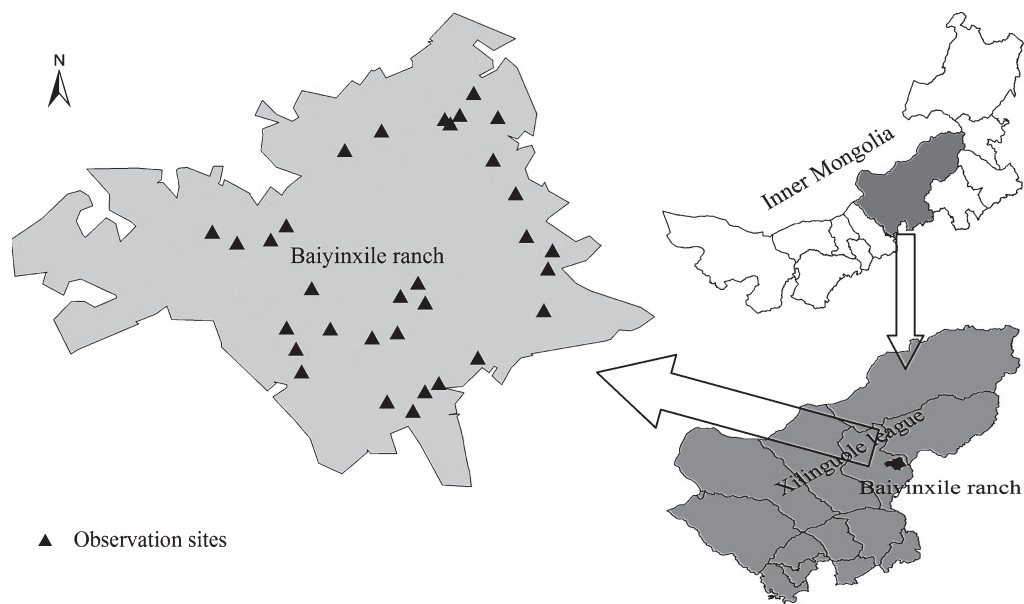 N
Inner Mongolia
Baiyinxile ranch
Xilinguole league
Baiyinxile ranch
Observation sites